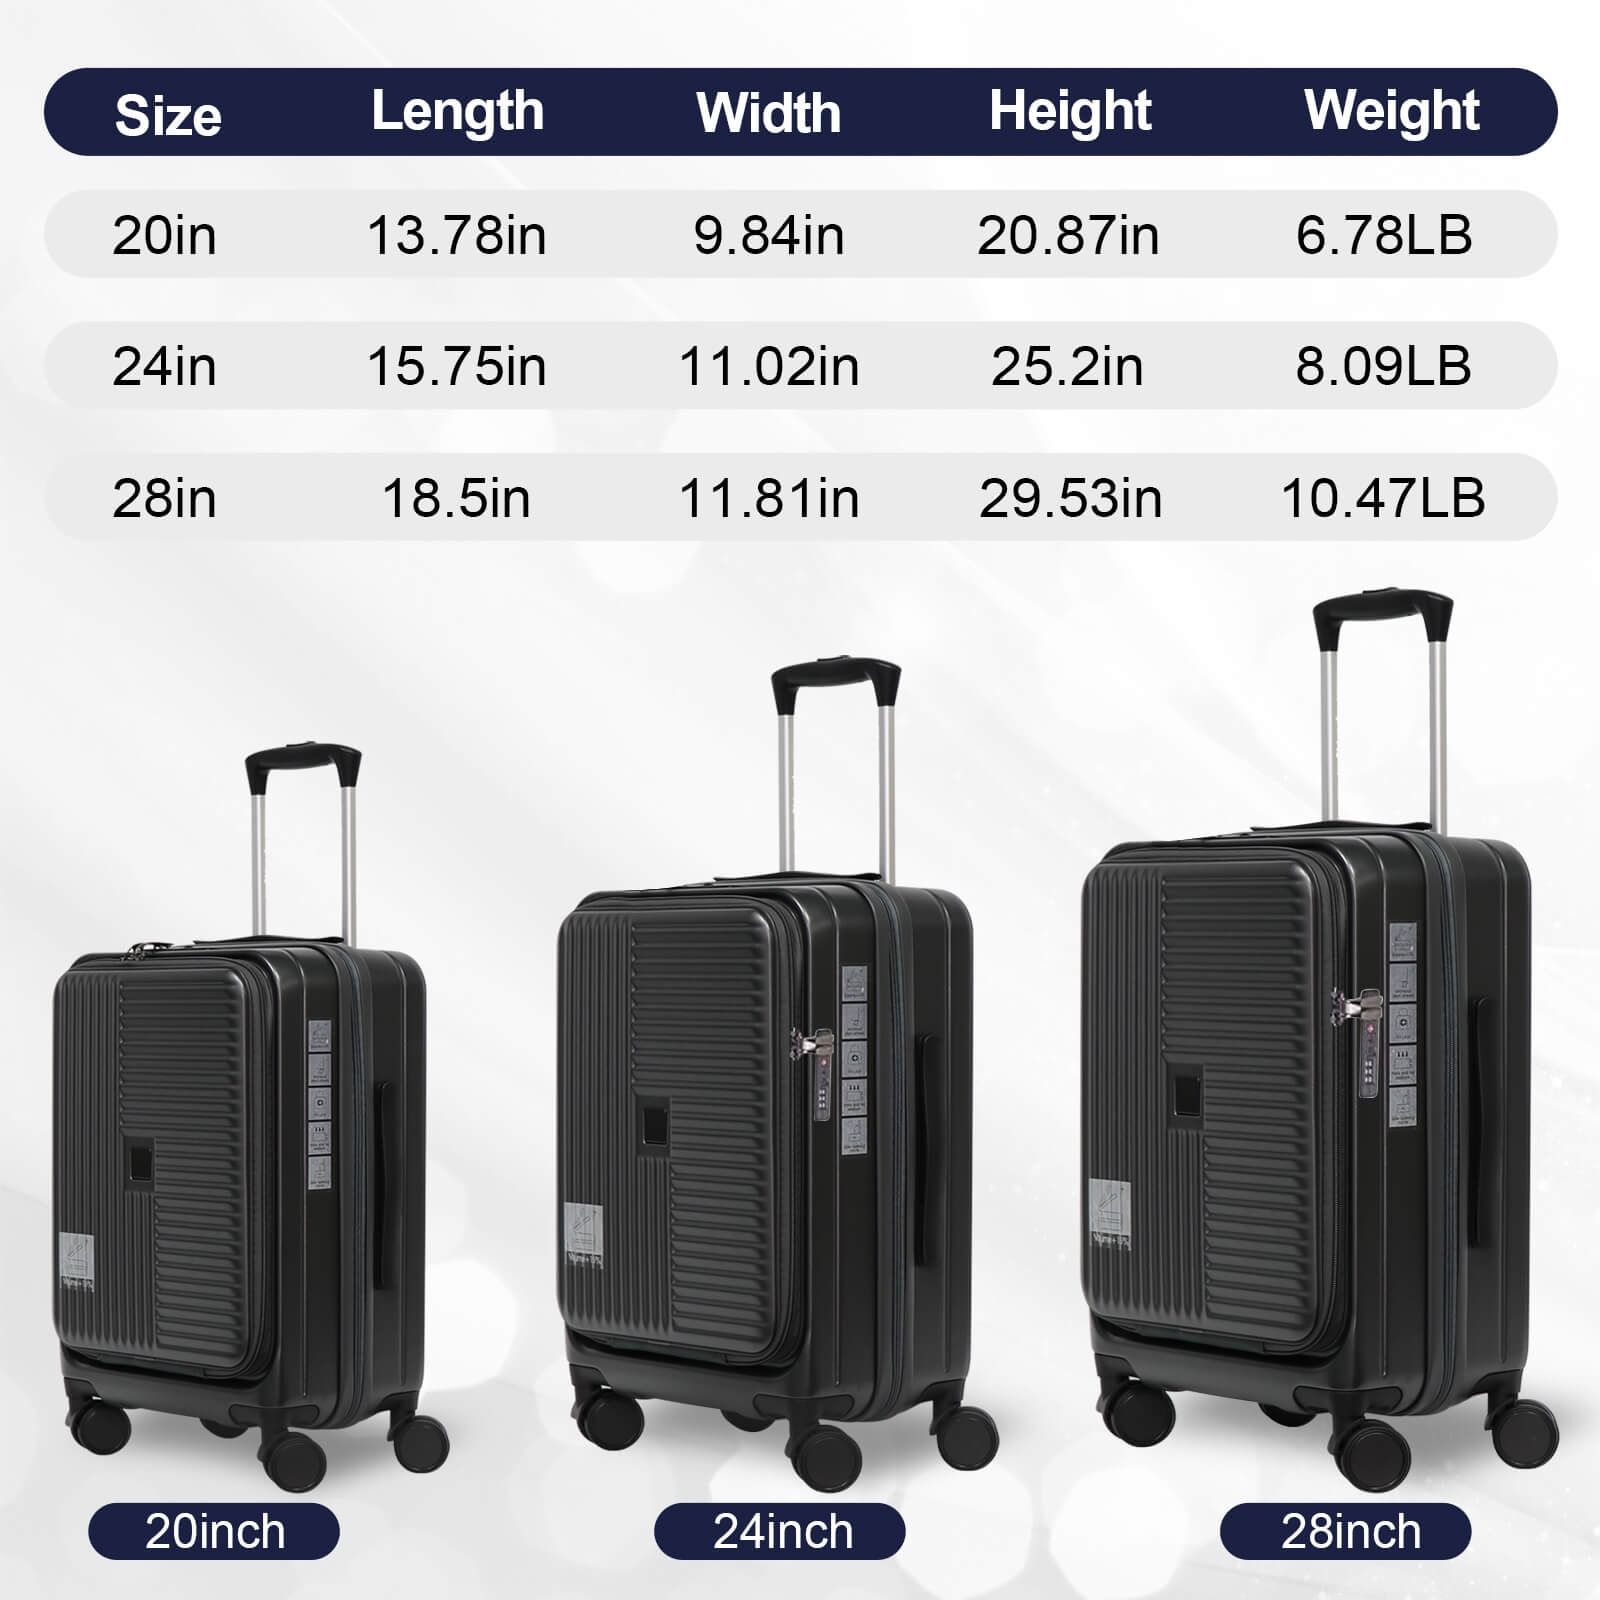 Size Length Width Height Weight
20in 13.78in 9.84in 20.87in 6.78LB
24in 15.75in 11.02in 25.2in 8.09LB
28in 18.5in 11.81in 29.53in 10.47LB
20inch 24inch 28inch